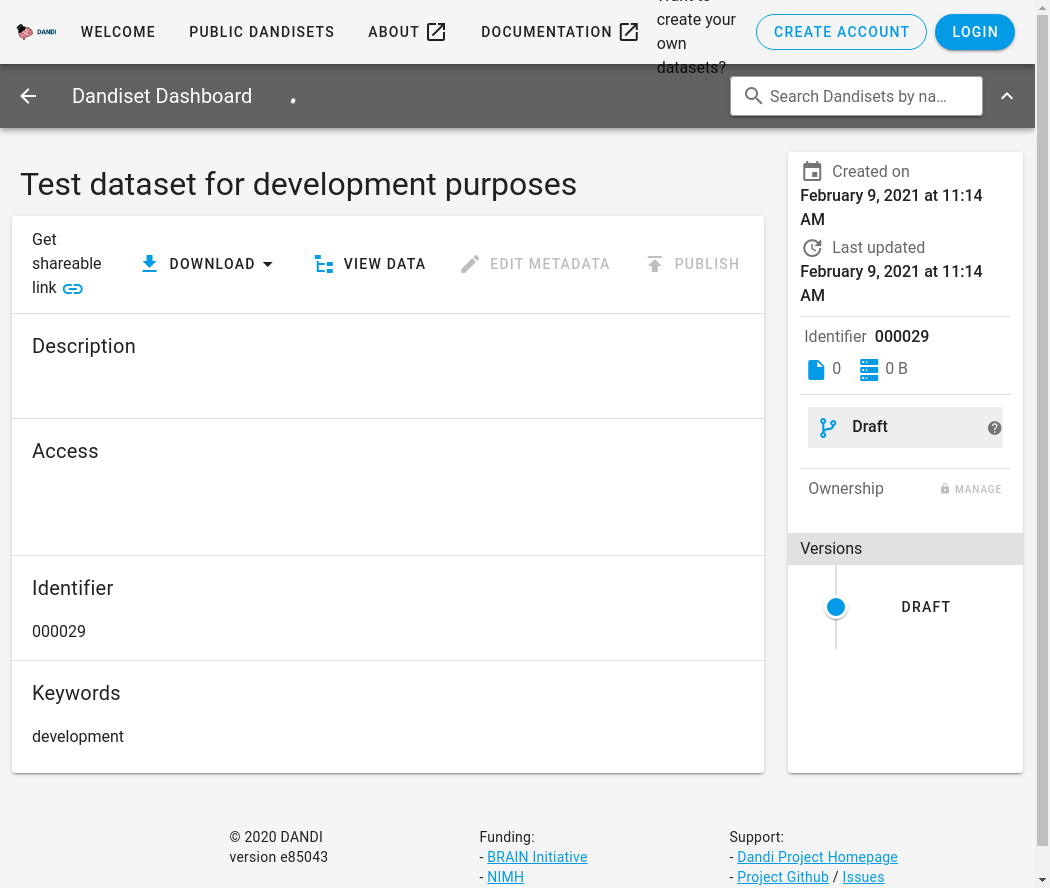 DANDI WELCOME PUBLIC DANDISETS ABOUT DOCUMENTATION
create your
own
datasets?
CREATE ACCOUNT LOGIN
Dandiset Dashboard
Search Dandisets by na…
Test dataset for development purposes
Get
shareable
link
DOWNLOAD VIEW DATA EDIT METADATA PUBLISH
Description
Access
Identifier
000029
Keywords
development
Created on
February 9, 2021 at 11:14
AM
Last updated
February 9, 2021 at 11:14
AM
Identifier 000029
0 0 B
Draft
Ownership MANAGE
Versions
DRAFT
© 2020 DANDI
version e85043
Funding:
- BRAIN Initiative
- NIMH
Support:
- Dandi Project Homepage
- Project Github / Issues